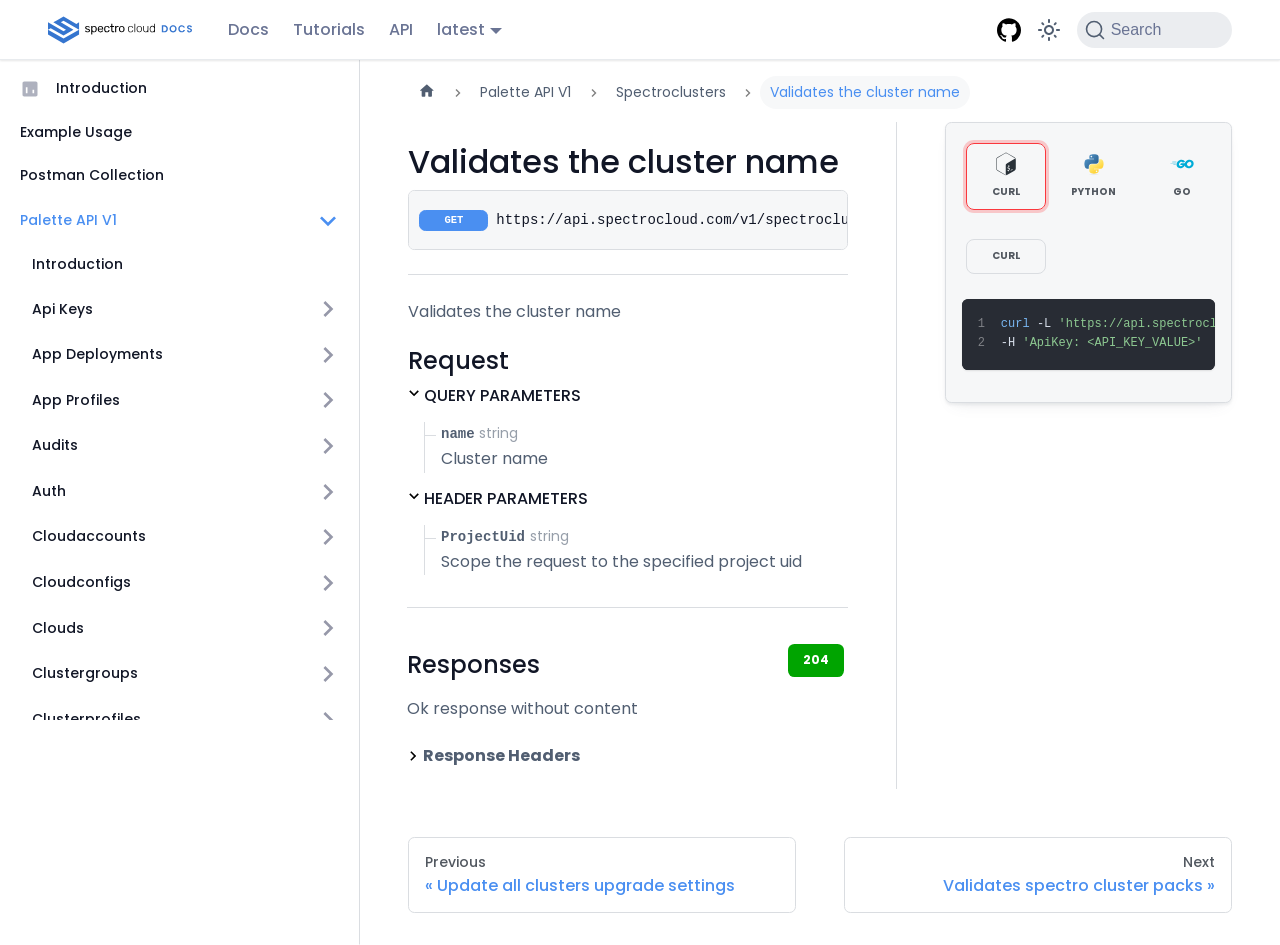 spectro cloud DOCS
Docs
Tutorials
API
latest
Search
Introduction
Example Usage
Postman Collection
Palette API V1
Introduction
Api Keys
App Deployments
App Profiles
Audits
Auth
Cloudaccounts
Cloudconfigs
Clouds
Clustergroups
Clusterprofiles
Palette API V1
Spectroclusters
Validates the cluster name
Validates the cluster name
GET https://api.spectrocloud.com/v1/spectroclu
Validates the cluster name
Request
QUERY PARAMETERS
name string
Cluster name
HEADER PARAMETERS
ProjectUid string
Scope the request to the specified project uid
Responses
204
Ok response without content
Response Headers
CURL
PYTHON
GO
CURL
1 curl -L 'https://api.spectrocl
2 -H 'ApiKey: <API_KEY_VALUE>'
Previous
« Update all clusters upgrade settings
Next
Validates spectro cluster packs »